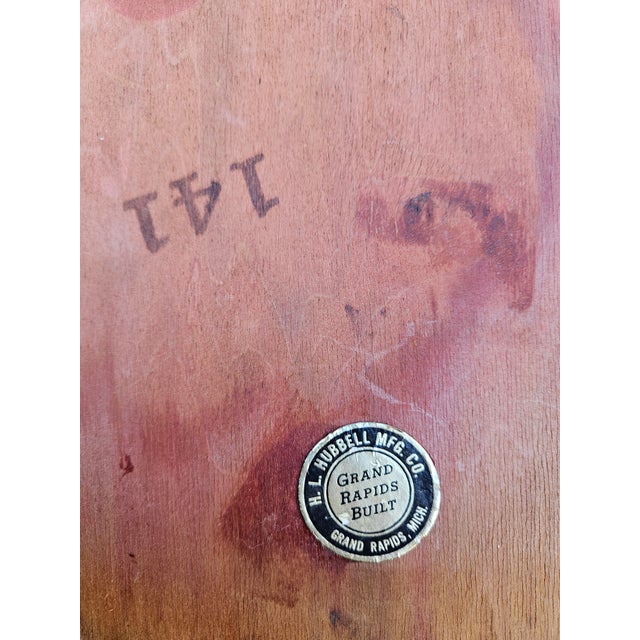 141
H. L. HUBBELL MFG. CO.
GRAND
RAPIDS
BUILT
GRAND RAPIDS, MICH.